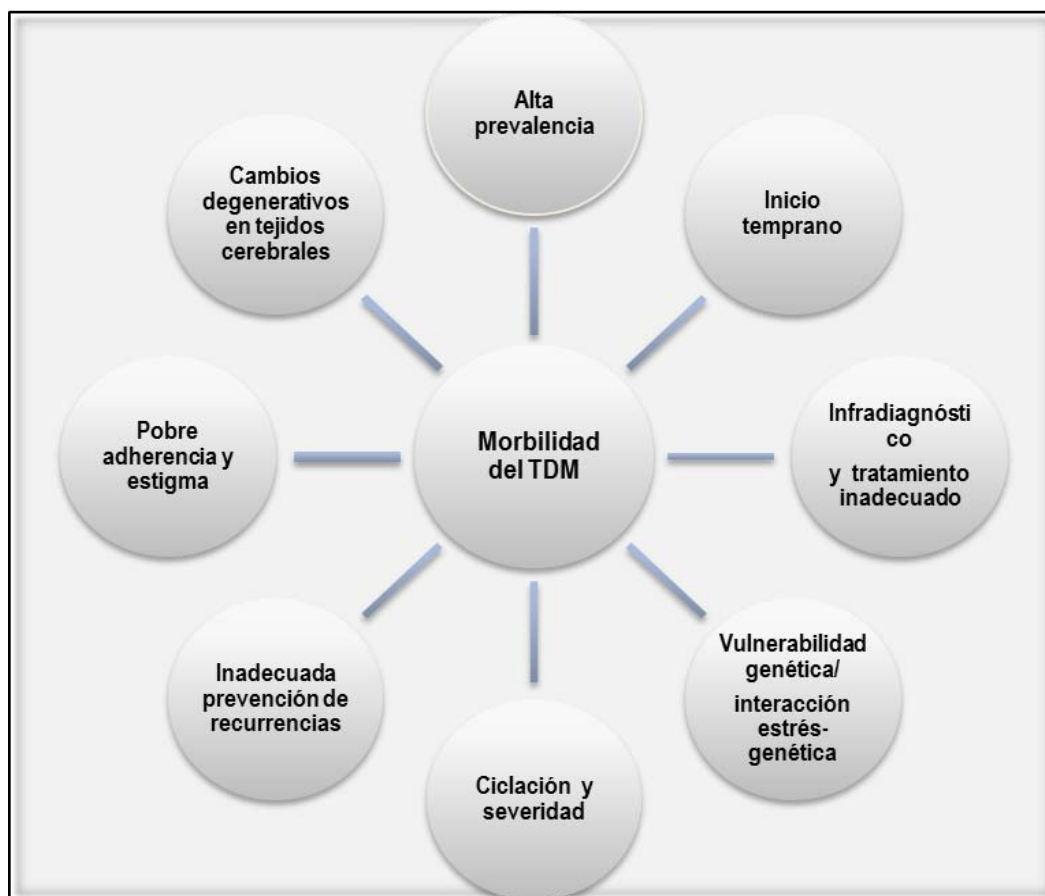 Alta
prevalencia
Inicio
temprano
Infradiagnósti
co
y tratamiento
inadecuado
Vulnerabilidad
genética/
interacción
estrés-
genética
Ciclación y
severidad
Inadecuada
prevención de
recurrencias
Pobre
adherencia y
estigma
Cambios
degenerativos
en tejidos
cerebrales
Morbilidad
del TDM